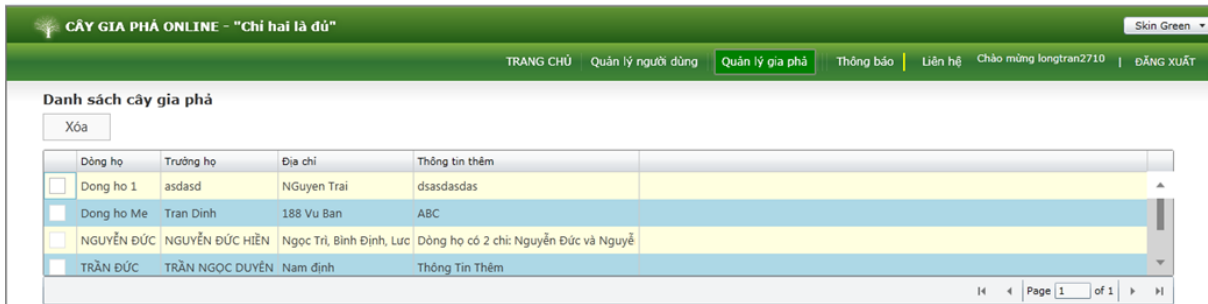 CÂY GIA PHẢ ONLINE - "Chỉ hai là đủ"
Skin Green
TRANG CHỦ Quản lý người dùng Quản lý gia phả Thông báo Liên hệ Chào mừng longtran2710 | ĐĂNG XUẤT
Danh sách cây gia phả
Xóa
Dòng họ Trưởng họ Địa chỉ Thông tin thêm
Dong ho 1 asdasd NGuyen Trai dsasdasdas
Dong ho Me Tran Dinh 188 Vu Ban ABC
NGUYỄN ĐỨC NGUYỄN ĐỨC HIỀN Ngọc Trì, Bình Định, Lươ Dòng họ có 2 chi: Nguyễn Đức và Nguyễ
TRẦN ĐỨC TRẦN NGỌC DUYÊN Nam định Thông Tin Thêm
Page 1 of 1